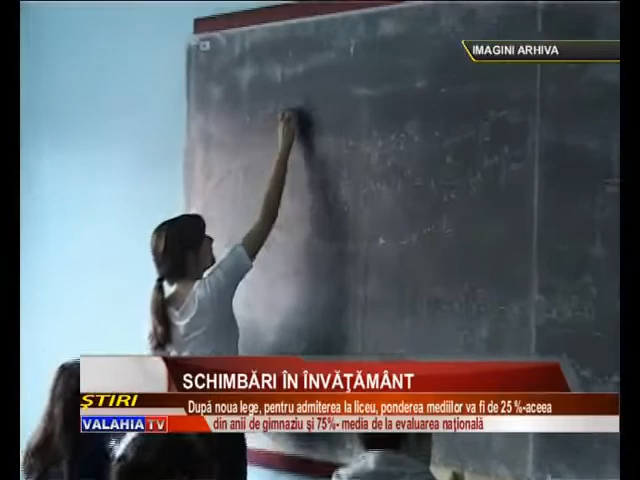 IMAGINI ARHIVA
SCHIMBĂRI ÎN ÎNVĂŢĂMÂNT
ŞTIRI
După noua lege, pentru admiterea la liceu, ponderea mediilor va fi de 25 %-aceea
VALAHIA TV
din anii de gimnaziu şi 75%- media de la evaluarea naţională